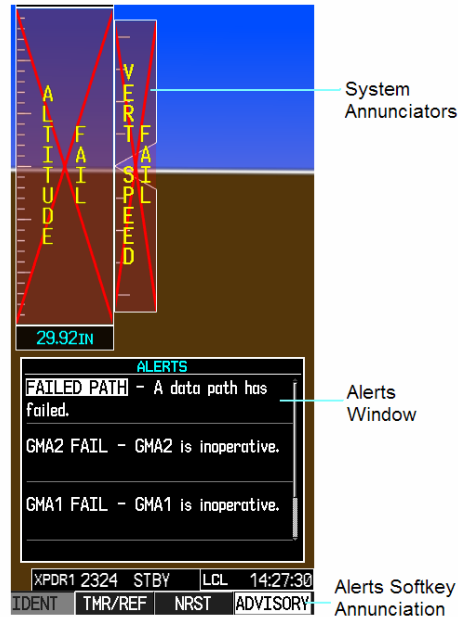 ALTITUDE FAIL
VERT SPEED FAIL
System
Annunciators
29.92IN
ALERTS
FAILED PATH – A data path has
failed.
Alerts
Window
GMA2 FAIL – GMA2 is inoperative.
GMA1 FAIL – GMA1 is inoperative.
XPDR1 2324 STBY LCL 14:27:30
IDENT TMR/REF NRST ADVISORY
Alerts Softkey
Annunciation